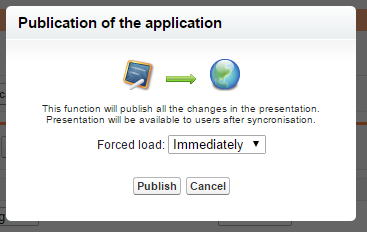 Publication of the application
This function will publish all the changes in the presentation.
Presentation will be available to users after syncronisation.
Forced load: Immediately
Publish Cancel